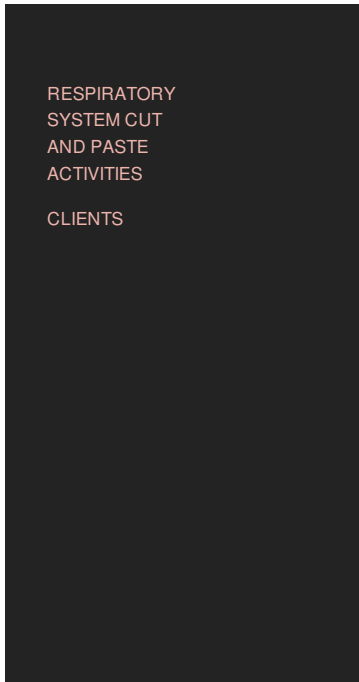 RESPIRATORY
SYSTEM CUT
AND PASTE
ACTIVITIES
CLIENTS